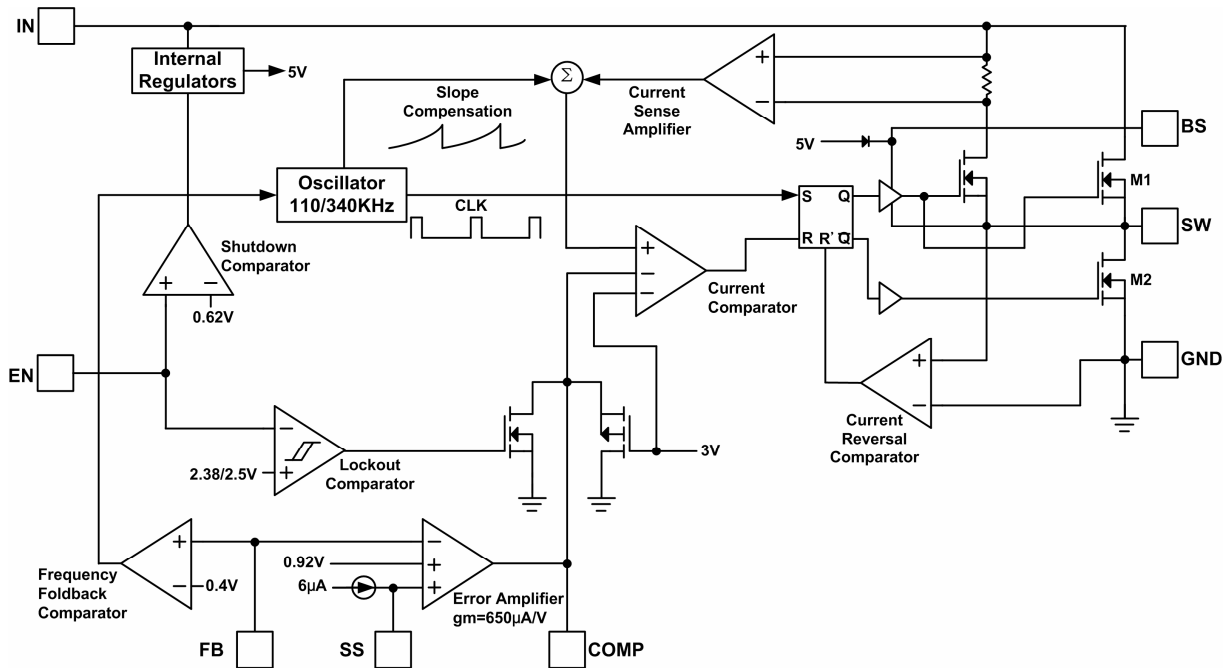 IN
Internal
Regulators
5V
Σ
+
−
Slope
Compensation
Current
Sense
Amplifier
5V
BS
Oscillator
110/340KHz
CLK
S Q
R R' Q̅
M1
SW
Shutdown
Comparator
+ −
0.62V
+
−
−
Current
Comparator
M2
EN
+
−
GND
Current
Reversal
Comparator
−
2.38/2.5V
+
Lockout
Comparator
3V
+
−
0.4V
Frequency
Foldback
Comparator
0.92V
6µA
−
+
+
Error Amplifier
gm=650µA/V
FB
SS
COMP